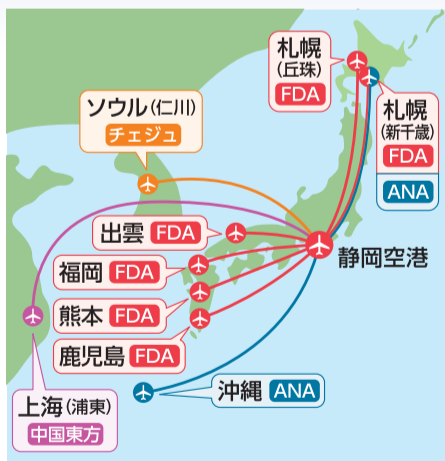 札幌
(丘珠)
FDA
札幌
(新千歳)
FDA
ANA
ソウル(仁川)
チェジュ
出雲 FDA
福岡 FDA
熊本 FDA
鹿児島 FDA
静岡空港
沖縄 ANA
上海(浦東)
中国東方